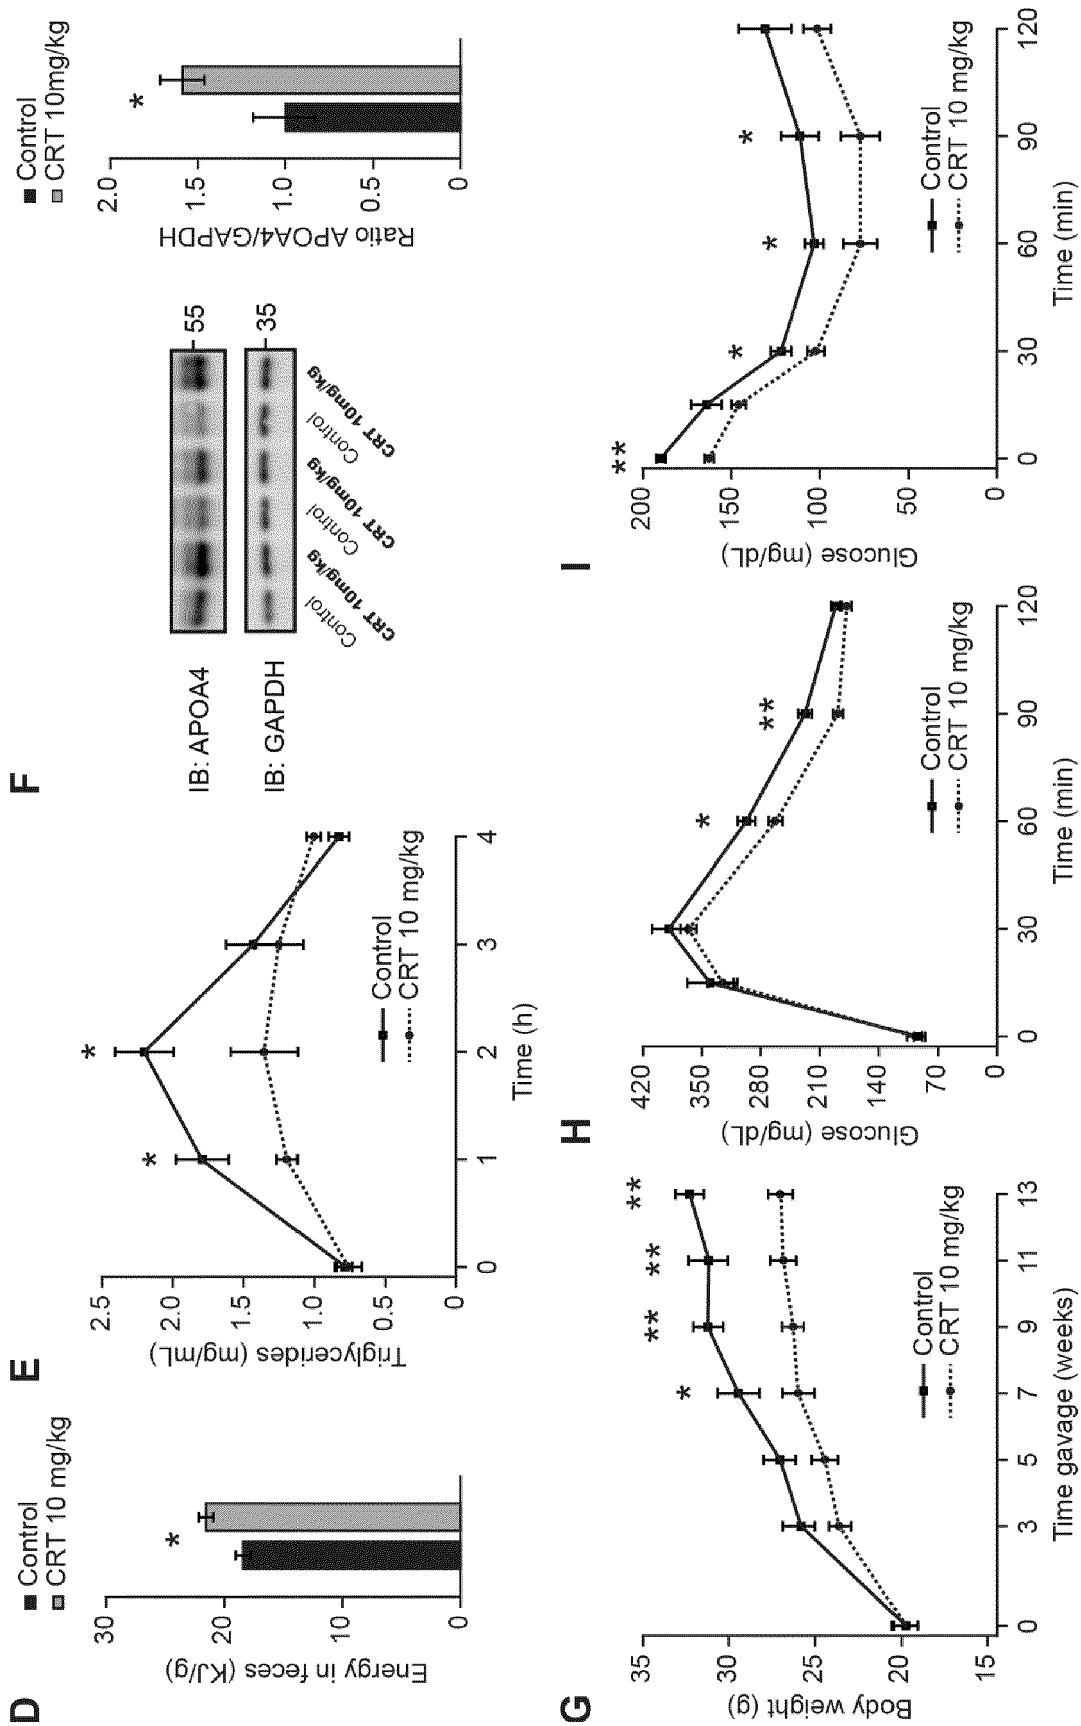 D
Control
CRT 10 mg/kg
Energy in feces (KJ/g)
30
20
10
0
*
E
Triglycerides (mg/mL)
2.5
2.0
1.5
1.0
0.5
0
*
*
Control
CRT 10 mg/kg
0 1 2 3 4
Time (h)
F
IB: APOA4
55
IB: GAPDH
35
Control
CRT 10mg/kg
Control
CRT 10mg/kg
Control
CRT 10mg/kg
Control
CRT 10mg/kg
Ratio APOA4/GAPDH
2.0
1.5
1.0
0.5
0
*
G
Body weight (g)
35
30
25
20
15
*
**
**
**
Control
CRT 10 mg/kg
0 3 5 7 9 11 13
Time gavage (weeks)
H
Glucose (mg/dL)
420
350
280
210
140
70
0
*
**
Control
CRT 10 mg/kg
0 30 60 90 120
Time (min)
I
Glucose (mg/dL)
200
150
100
50
0
**
*
*
*
Control
CRT 10 mg/kg
0 30 60 90 120
Time (min)